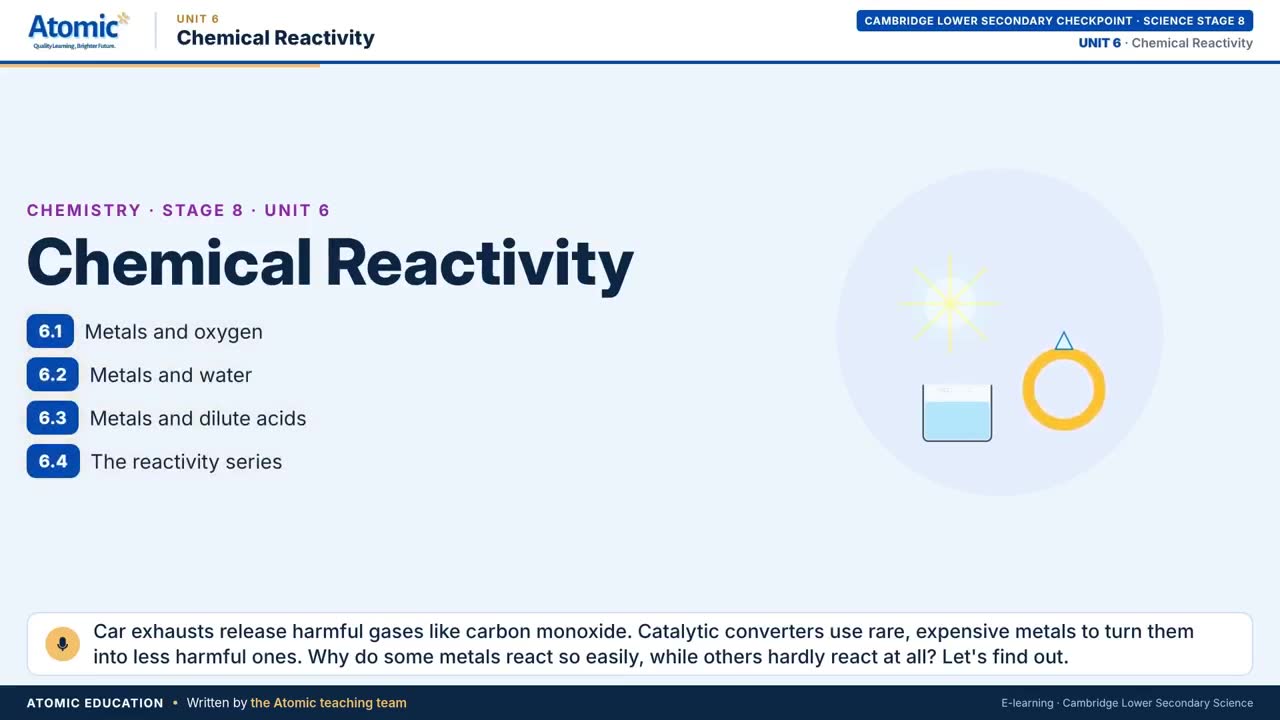 Atomic
Quality Learning, Brighter Future.
UNIT 6
Chemical Reactivity
CAMBRIDGE LOWER SECONDARY CHECKPOINT · SCIENCE STAGE 8
UNIT 6 · Chemical Reactivity
CHEMISTRY · STAGE 8 · UNIT 6
Chemical Reactivity
6.1 Metals and oxygen
6.2 Metals and water
6.3 Metals and dilute acids
6.4 The reactivity series
Car exhausts release harmful gases like carbon monoxide. Catalytic converters use rare, expensive metals to turn them
into less harmful ones. Why do some metals react so easily, while others hardly react at all? Let's find out.
ATOMIC EDUCATION • Written by the Atomic teaching team
E-learning · Cambridge Lower Secondary Science